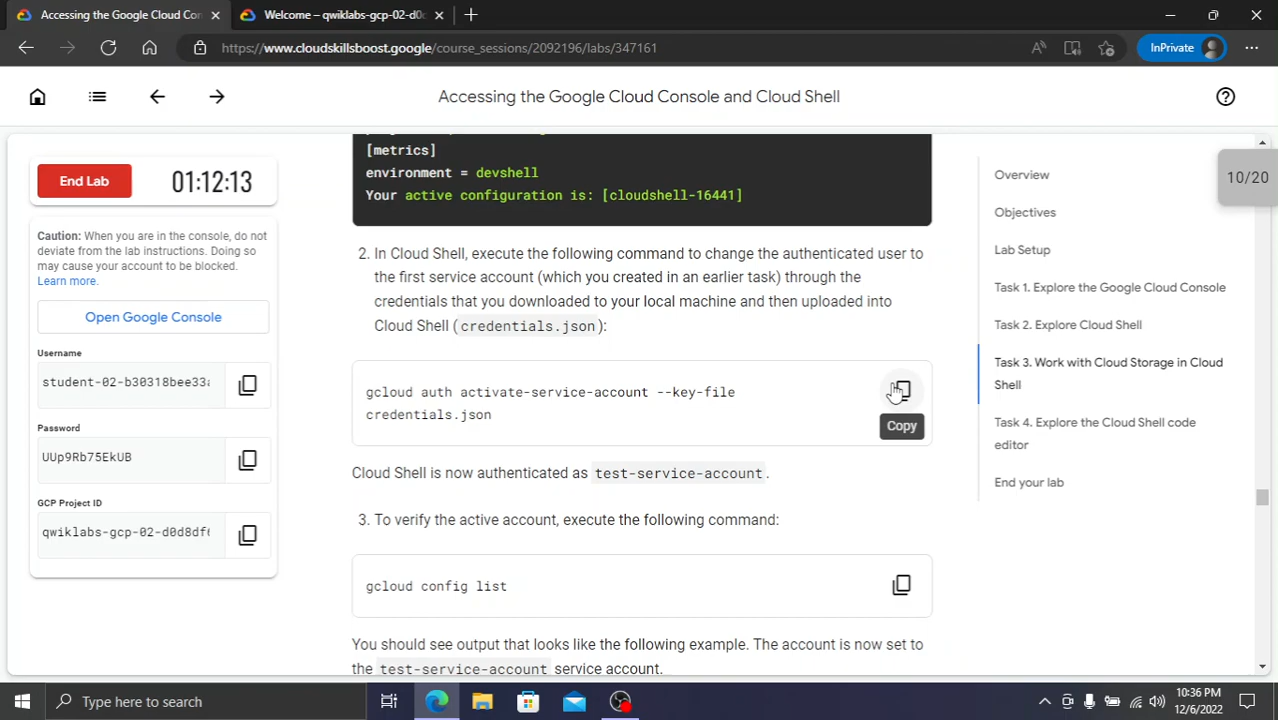 Accessing the Google Cloud Con
Welcome – qwiklabs-gcp-02-d0
https://www.cloudskillsboost.google/course_sessions/2092196/labs/347161
InPrivate
Accessing the Google Cloud Console and Cloud Shell
End Lab
01:12:13
Caution: When you are in the console, do not
deviate from the lab instructions. Doing so
may cause your account to be blocked.
Learn more.
Open Google Console
Username
student-02-b30318bee33
Password
UUp9Rb75EkUB
GCP Project ID
qwiklabs-gcp-02-d0d8df
[metrics]
environment = devshell
Your active configuration is: [cloudshell-16441]
2. In Cloud Shell, execute the following command to change the authenticated user to
the first service account (which you created in an earlier task) through the
credentials that you downloaded to your local machine and then uploaded into
Cloud Shell (credentials.json):
gcloud auth activate-service-account --key-file
credentials.json
Copy
Cloud Shell is now authenticated as test-service-account.
3. To verify the active account, execute the following command:
gcloud config list
You should see output that looks like the following example. The account is now set to
the test-service-account service account.
10/20
Overview
Objectives
Lab Setup
Task 1. Explore the Google Cloud Console
Task 2. Explore Cloud Shell
Task 3. Work with Cloud Storage in Cloud
Shell
Task 4. Explore the Cloud Shell code
editor
End your lab
Type here to search
10:36 PM
12/6/2022